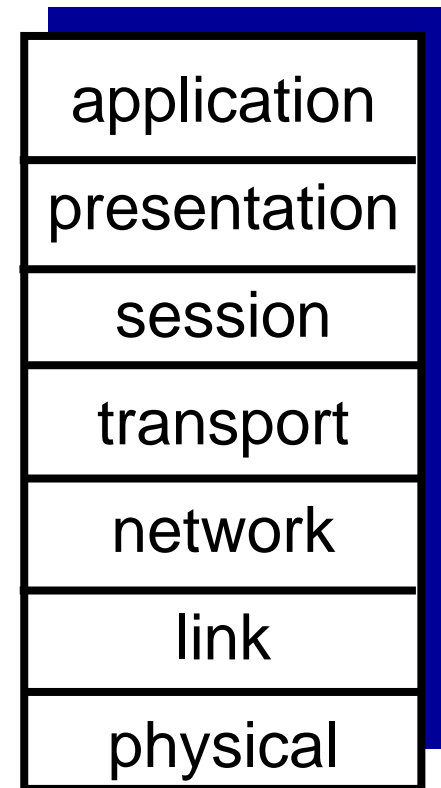 application
presentation
session
transport
network
link
physical